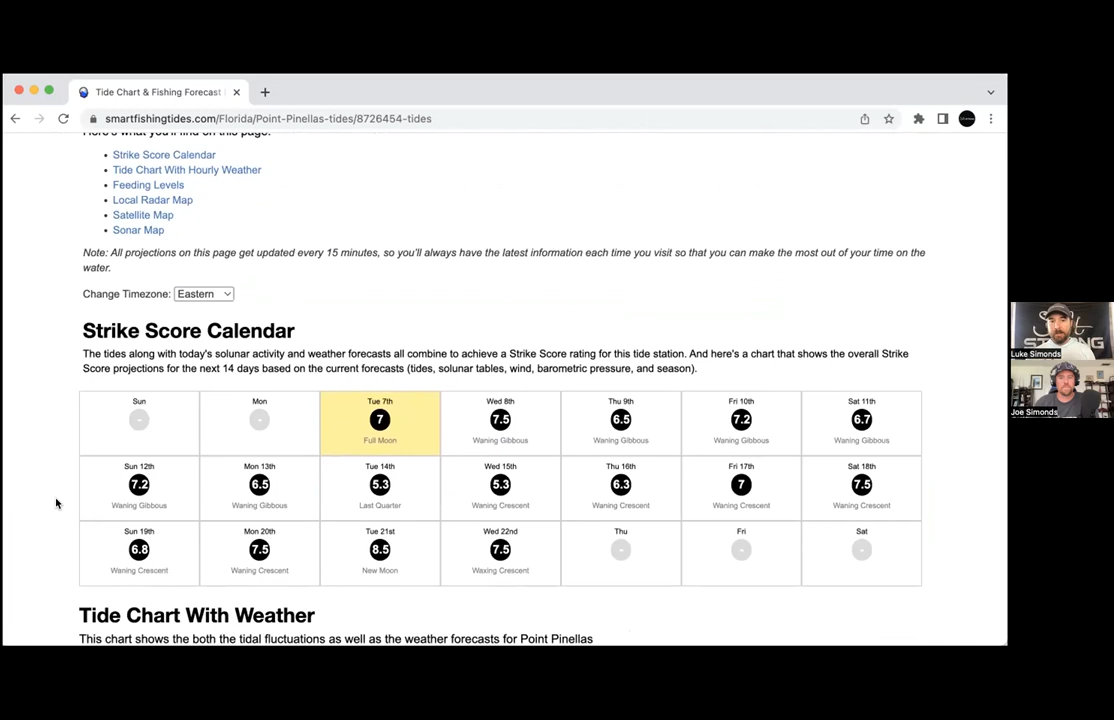 Tide Chart & Fishing Forecast
smartfishingtides.com/Florida/Point-Pinellas-tides/8726454-tides
Here's what you'll find on this page:
Strike Score Calendar
Tide Chart With Hourly Weather
Feeding Levels
Local Radar Map
Satellite Map
Sonar Map
Note: All projections on this page get updated every 15 minutes, so you'll always have the latest information each time you visit so that you can make the most out of your time on the
water.
Change Timezone: Eastern
Strike Score Calendar
The tides along with today's solunar activity and weather forecasts all combine to achieve a Strike Score rating for this tide station. And here's a chart that shows the overall Strike
Score projections for the next 14 days based on the current forecasts (tides, solunar tables, wind, barometric pressure, and season).
Sun Mon Tue 7th Wed 8th Thu 9th Fri 10th Sat 11th
- - 7 7.5 6.5 7.2 6.7
Full Moon Waning Gibbous Waning Gibbous Waning Gibbous Waning Gibbous
Sun 12th Mon 13th Tue 14th Wed 15th Thu 16th Fri 17th Sat 18th
7.2 6.5 5.3 5.3 6.3 7 7.5
Waning Gibbous Waning Gibbous Last Quarter Waning Crescent Waning Crescent Waning Crescent Waning Crescent
Sun 19th Mon 20th Tue 21st Wed 22nd Thu Fri Sat
6.8 7.5 8.5 7.5 - - -
Waning Crescent Waning Crescent New Moon Waxing Crescent
Tide Chart With Weather
This chart shows the both the tidal fluctuations as well as the weather forecasts for Point Pinellas
Salt
STRONG
Luke Simonds
Joe Simonds